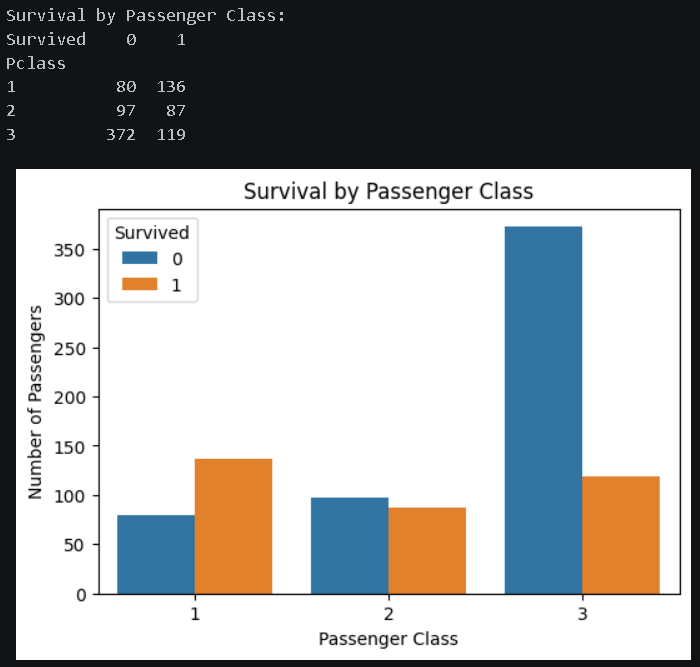 Survival by Passenger Class:
Survived    0    1
Pclass
1          80  136
2          97   87
3         372  119
Survival by Passenger Class
Survived
0
1
Number of Passengers
350
300
250
200
150
100
50
0
1 2 3
Passenger Class